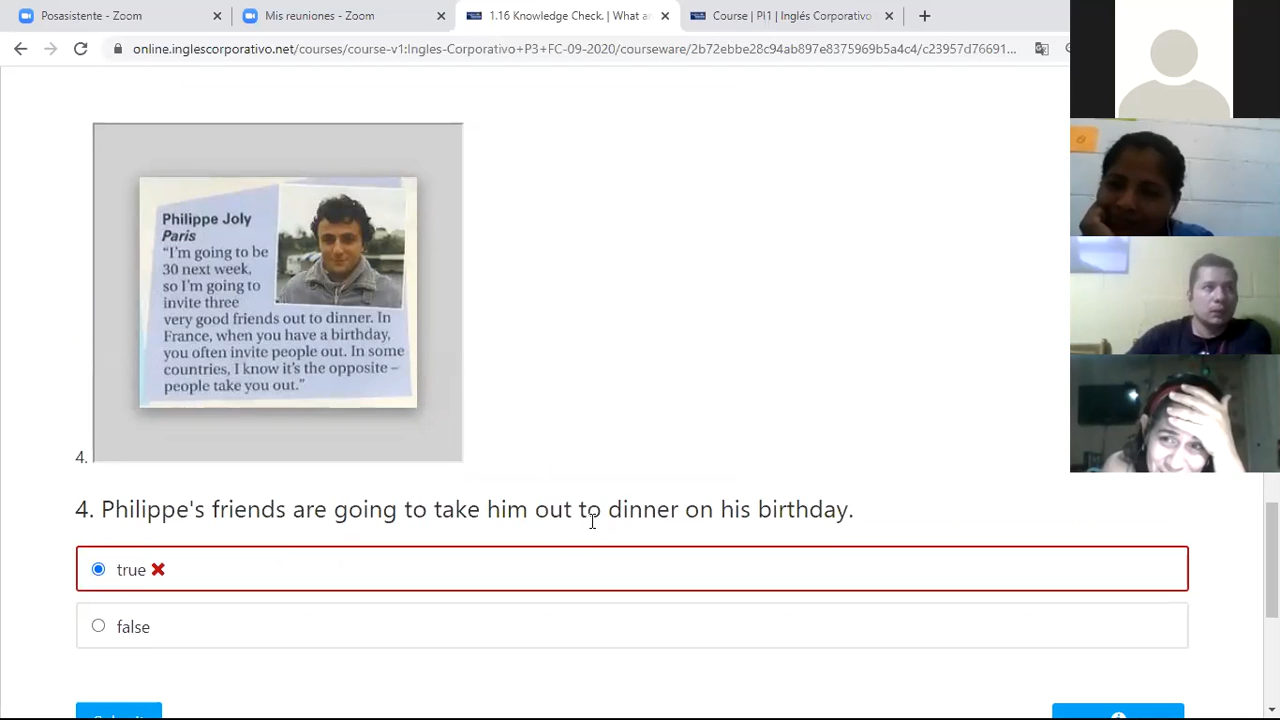 Posasistente - Zoom
Mis reuniones - Zoom
1.16 Knowledge Check. | What ar
Course | PI1 | Inglés Corporativo
online.inglescorporativo.net/courses/course-v1:Ingles-Corporativo+P3+FC-09-2020/courseware/2b72ebbe28c94ab897e8375969b5a4c4/c23957d76691...
Philippe Joly
Paris
“I'm going to be
30 next week,
so I'm going to
invite three
very good friends out to dinner. In
France, when you have a birthday,
you often invite people out. In some
countries, I know it's the opposite –
people take you out.”
4.
4. Philippe's friends are going to take him out to dinner on his birthday.
true
false